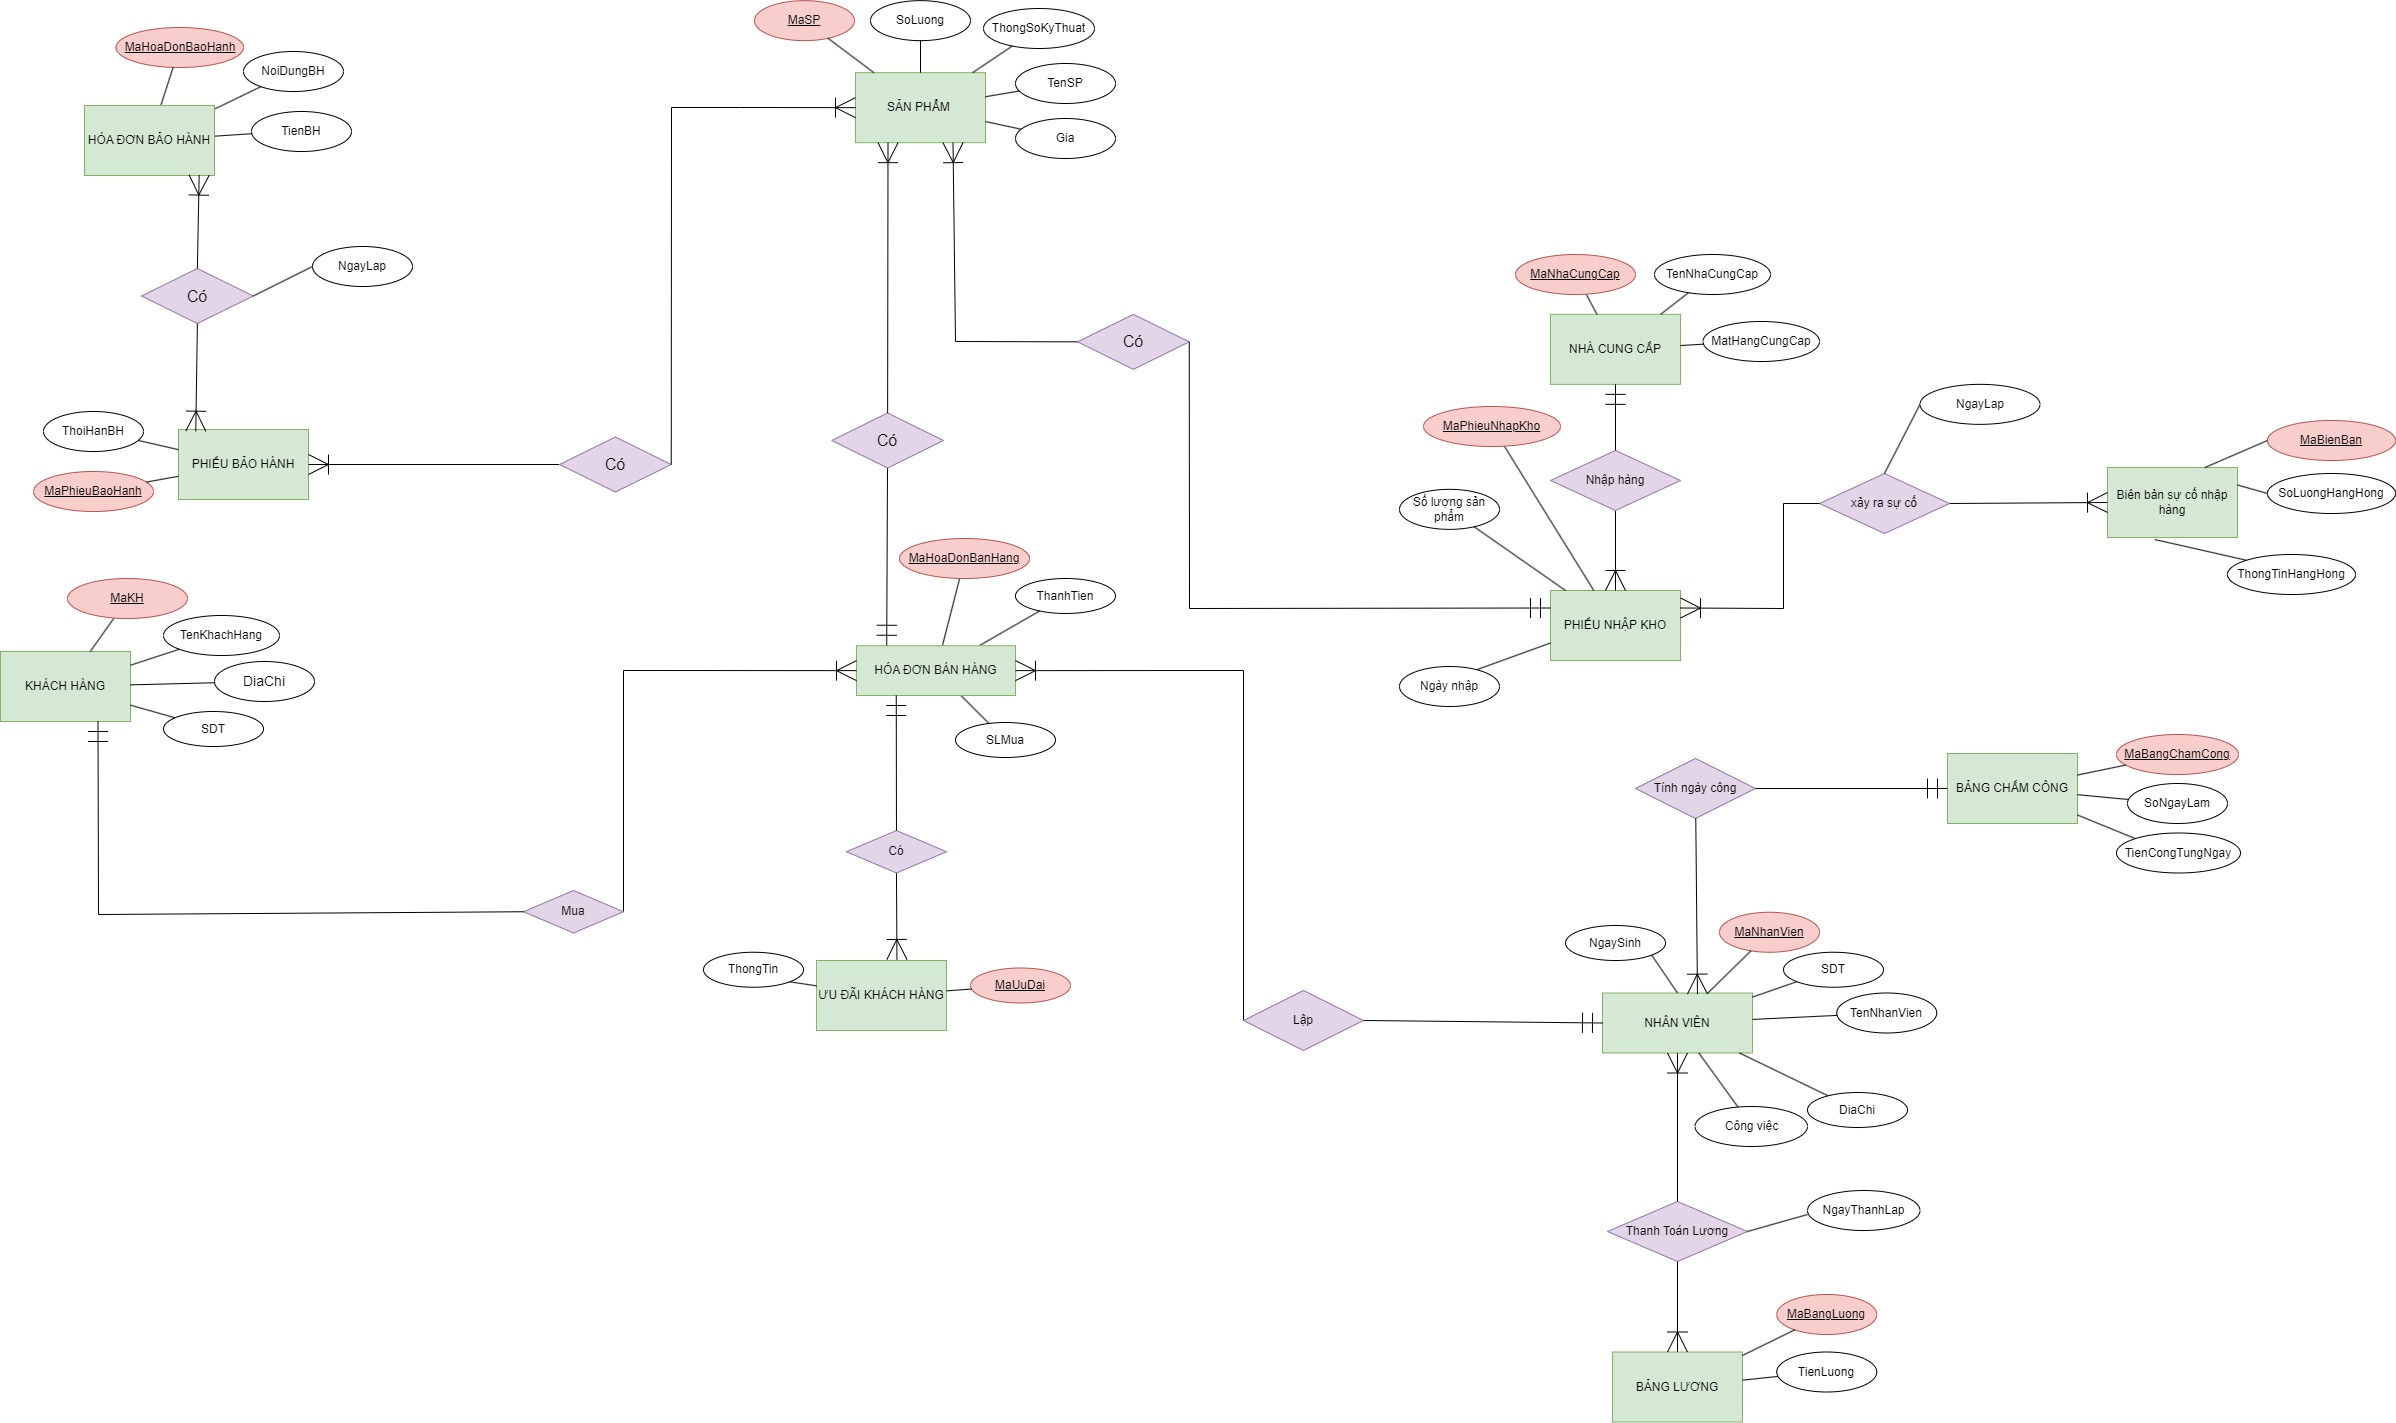 MaSP
SoLuong
ThongSoKyThuat
MaHoaDonBaoHanh
NoiDungBH
TenSP
SẢN PHẨM
TienBH
HÓA ĐƠN BẢO HÀNH
Gia
NgayLap
Có
MaNhaCungCap
TenNhaCungCap
Có
NHÀ CUNG CẤP
MatHangCungCap
NgayLap
ThoiHanBH
Có
MaPhieuNhapKho
MaBienBan
PHIẾU BẢO HÀNH
Có
Nhập hàng
MaPhieuBaoHanh
Số lượng sản
phẩm
xảy ra sự cố
Biên bản sự cố nhập
hàng
SoLuongHangHong
MaHoaDonBanHang
ThongTinHangHong
MaKH
ThanhTien
PHIẾU NHẬP KHO
TenKhachHang
HÓA ĐƠN BÁN HÀNG
KHÁCH HÀNG
DiaChi
Ngày nhập
SDT
SLMua
MaBangChamCong
Tính ngày công
BẢNG CHẤM CÔNG
SoNgayLam
Có
TienCongTungNgay
Mua
NgaySinh
MaNhanVien
ThongTin
SDT
ƯU ĐÃI KHÁCH HÀNG
MaUuDai
Lập
NHÂN VIÊN
TenNhanVien
Công việc
DiaChi
NgayThanhLap
Thanh Toán Lương
MaBangLuong
BẢNG LƯƠNG
TienLuong